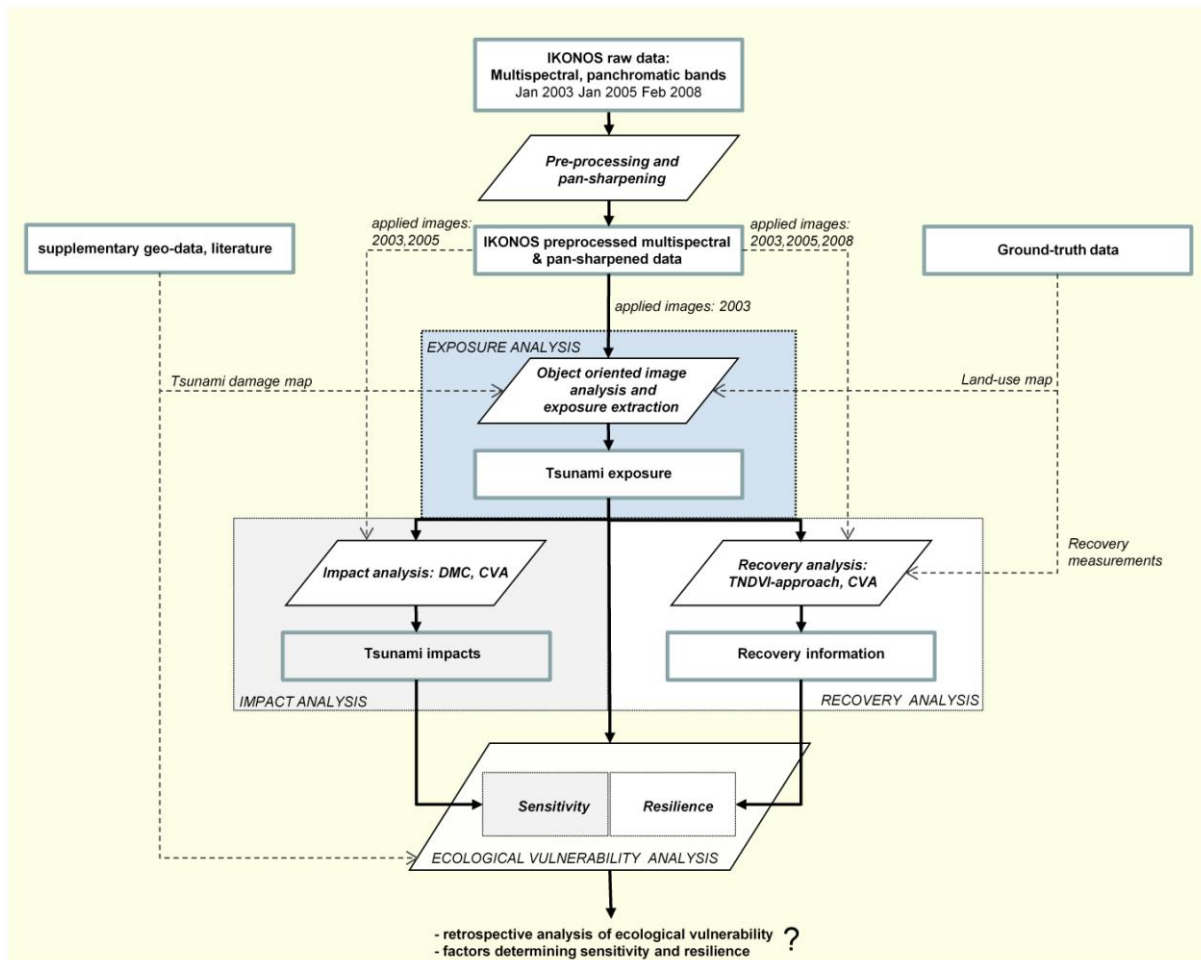 IKONOS raw data:
Multispectral, panchromatic bands
Jan 2003 Jan 2005 Feb 2008
Pre-processing and
pan-sharpening
applied images:
2003,2005
applied images:
2003,2005,2008
supplementary geo-data, literature
IKONOS preprocessed multispectral
& pan-sharpened data
Ground-truth data
applied images: 2003
EXPOSURE ANALYSIS
Object oriented image
analysis and
exposure extraction
Tsunami damage map
Land-use map
Tsunami exposure
Impact analysis: DMC, CVA
Recovery analysis:
TNDVI-approach, CVA
Recovery
measurements
Tsunami impacts
Recovery information
IMPACT ANALYSIS
RECOVERY ANALYSIS
Sensitivity
Resilience
ECOLOGICAL VULNERABILITY ANALYSIS
- retrospective analysis of ecological vulnerability ?
- factors determining sensitivity and resilience